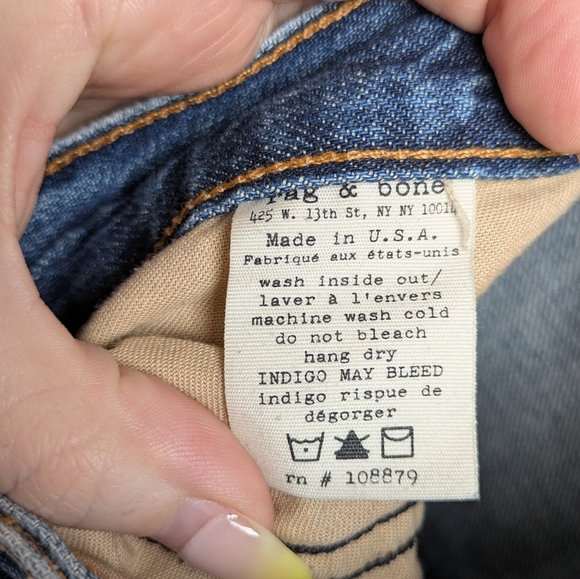 rag & bone
425 W. 13th St, NY NY 10014
Made in U.S.A.
Fabriqué aux états-unis
wash inside out/
laver à l'envers
machine wash cold
do not bleach
hang dry
INDIGO MAY BLEED
indigo risque de
dégorger
rn # 108879